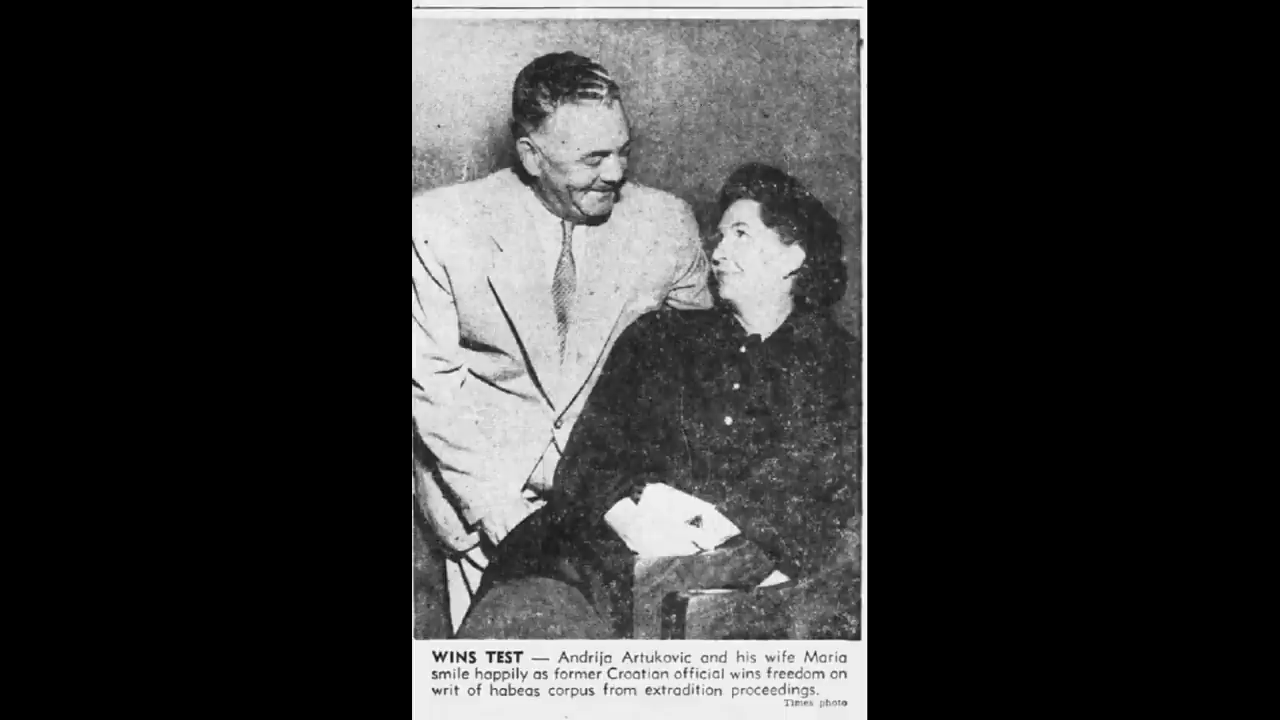 WINS TEST — Andrija Artukovic and his wife Maria
smile happily as former Croatian official wins freedom on
writ of habeas corpus from extradition proceedings.
Times photo